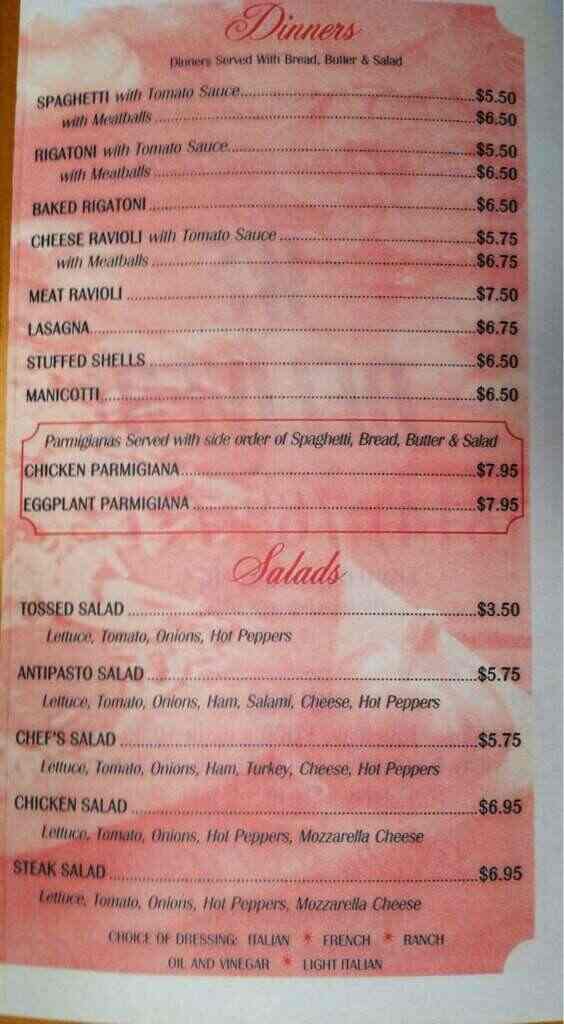 Dinners
Dinners Served With Bread, Butter & Salad
SPAGHETTI with Tomato Sauce $5.50
with Meatballs $6.50
RIGATONI with Tomato Sauce $5.50
with Meatballs $6.50
BAKED RIGATONI $6.50
CHEESE RAVIOLI with Tomato Sauce $5.75
with Meatballs $6.75
MEAT RAVIOLI $7.50
LASAGNA $6.75
STUFFED SHELLS $6.50
MANICOTTI $6.50
Parmigianas Served with side order of Spaghetti, Bread, Butter & Salad
CHICKEN PARMIGIANA $7.95
EGGPLANT PARMIGIANA $7.95
Salads
TOSSED SALAD $3.50
Lettuce, Tomato, Onions, Hot Peppers
ANTIPASTO SALAD $5.75
Lettuce, Tomato, Onions, Ham, Salami, Cheese, Hot Peppers
CHEF'S SALAD $5.75
Lettuce, Tomato, Onions, Ham, Turkey, Cheese, Hot Peppers
CHICKEN SALAD $6.95
Lettuce, Tomato, Onions, Hot Peppers, Mozzarella Cheese
STEAK SALAD $6.95
Lettuce, Tomato, Onions, Hot Peppers, Mozzarella Cheese
CHOICE OF DRESSING: ITALIAN * FRENCH * RANCH
OIL AND VINEGAR * LIGHT ITALIAN